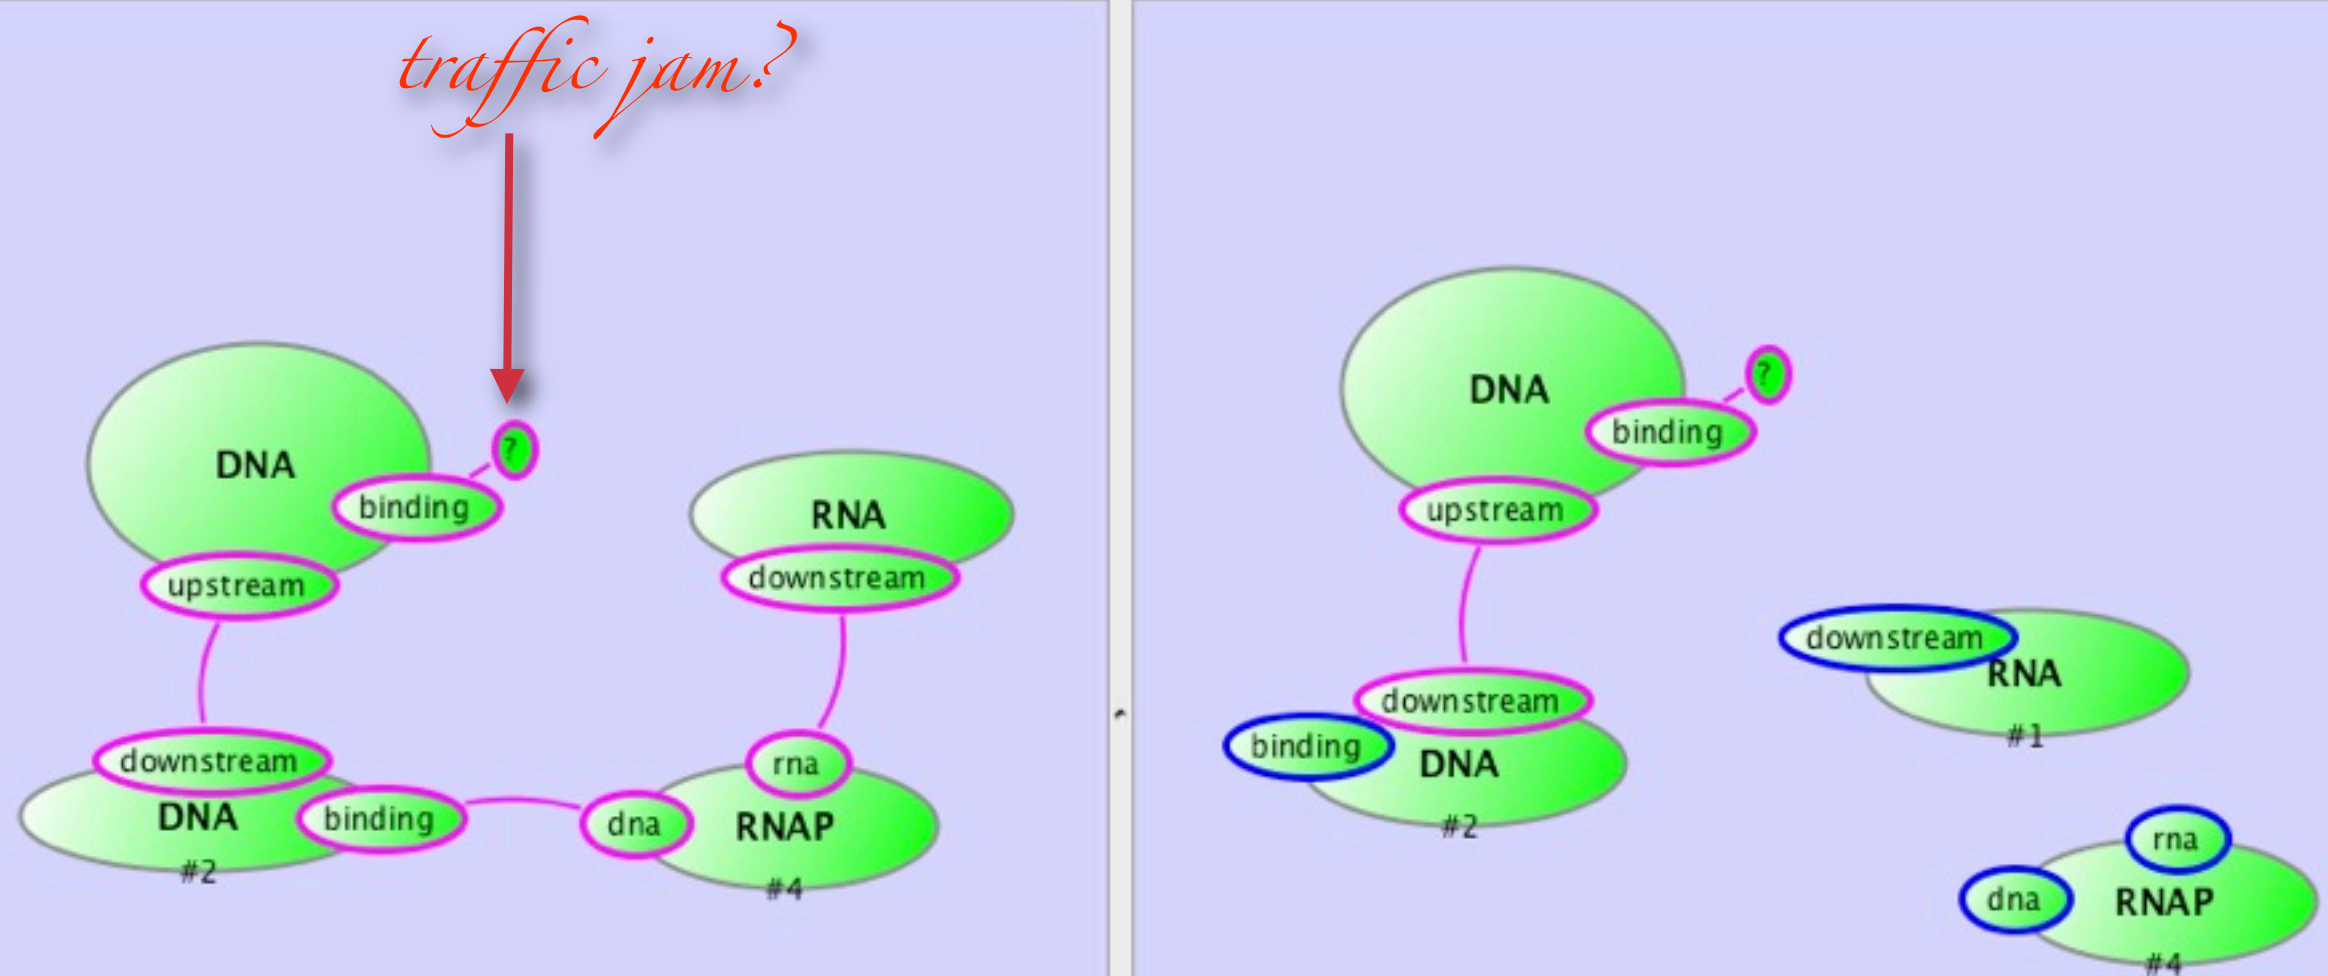 traffic jam?
DNA
?
binding
upstream
RNA
downstream
downstream
DNA
binding
#2
rna
dna
RNAP
#4
DNA
?
binding
upstream
downstream
binding
DNA
#2
downstream
RNA
#1
rna
dna
RNAP
#4